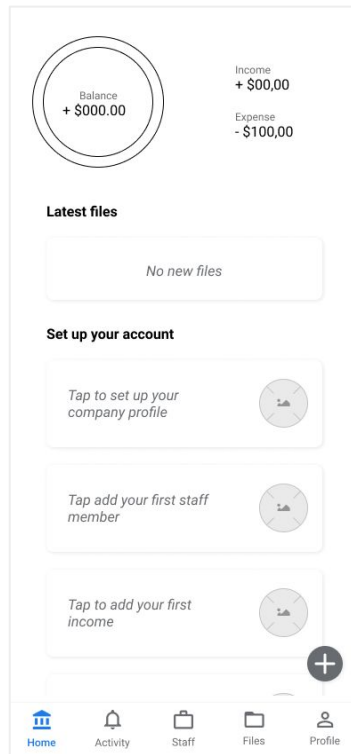 Balance
+ $000.00
Income
+ $00,00
Expense
- $100,00
Latest files
No new files
Set up your account
Tap to set up your
company profile
Tap add your first staff
member
Tap to add your first
income
Home
Activity
Staff
Files
Profile